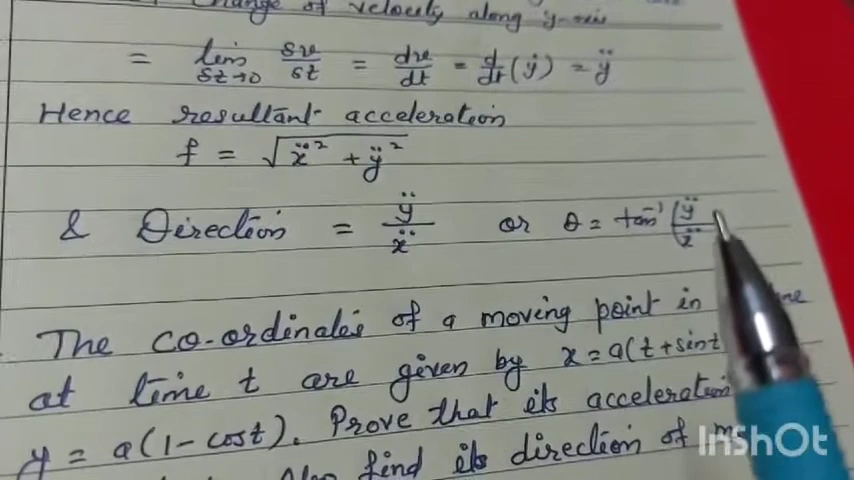 Change of velocity along y-axis
= lim δt→0 δv/δt = dv/dt = d/dt (ẏ) = ÿ
Hence resultant acceleration
f = √ẍ² + ÿ²
& Direction = ÿ/ẍ or θ = tan⁻¹ (ÿ/ẍ
The co-ordinates of a moving point in
at time t are given by x = a(t + sint
y = a(1 - cost). Prove that its acceleration
Also find its direction of
InShOt